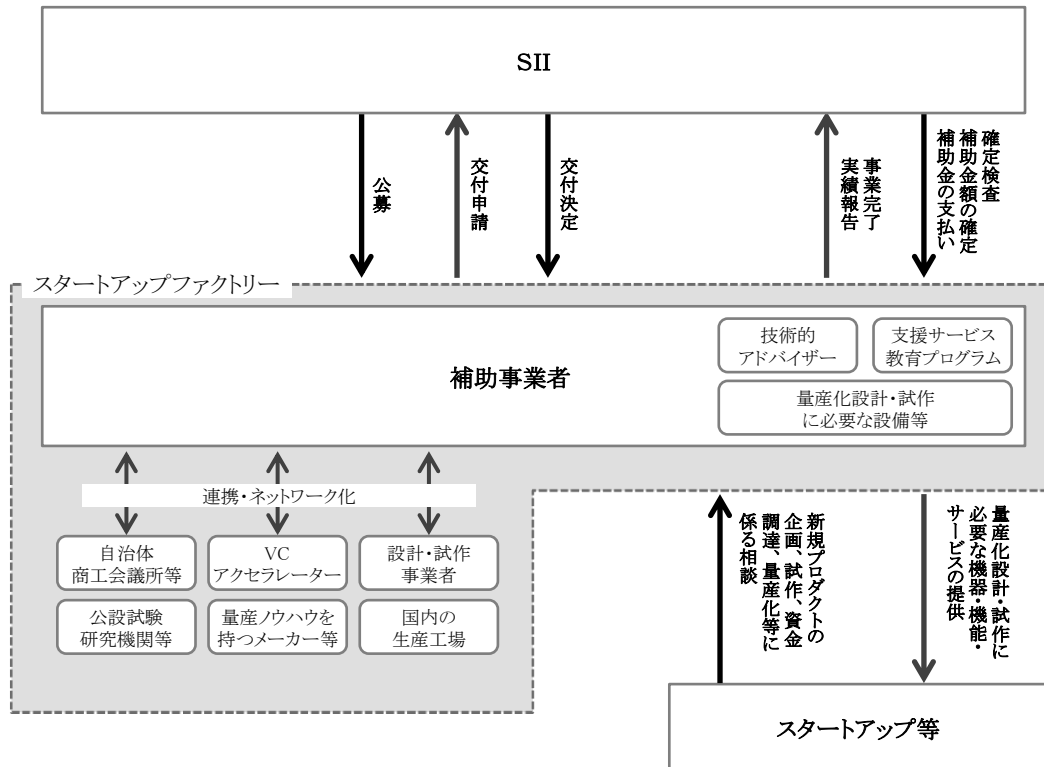 SII
公募
交付申請
交付決定
事業完了
実績報告
確定検査
補助金額の確定
補助金の支払い
スタートアップファクトリー
補助事業者
技術的
アドバイザー
支援サービス
教育プログラム
量産化設計・試作
に必要な設備等
連携・ネットワーク化
自治体
商工会議所等
VC
アクセラレーター
設計・試作
事業者
公設試験
研究機関等
量産ノウハウを
持つメーカー等
国内の
生産工場
新規プロダクトの
企画、試作、資金
調達、量産化等に
係る相談
量産化設計・試作に
必要な機器・機能・
サービスの提供
スタートアップ等